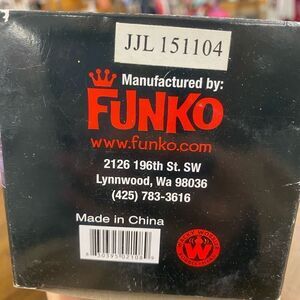 JJL 151104
Manufactured by:
FUNKO
www.funko.com
2126 196th St. SW
Lynnwood, Wa 98036
(425) 783-3616
Made in China